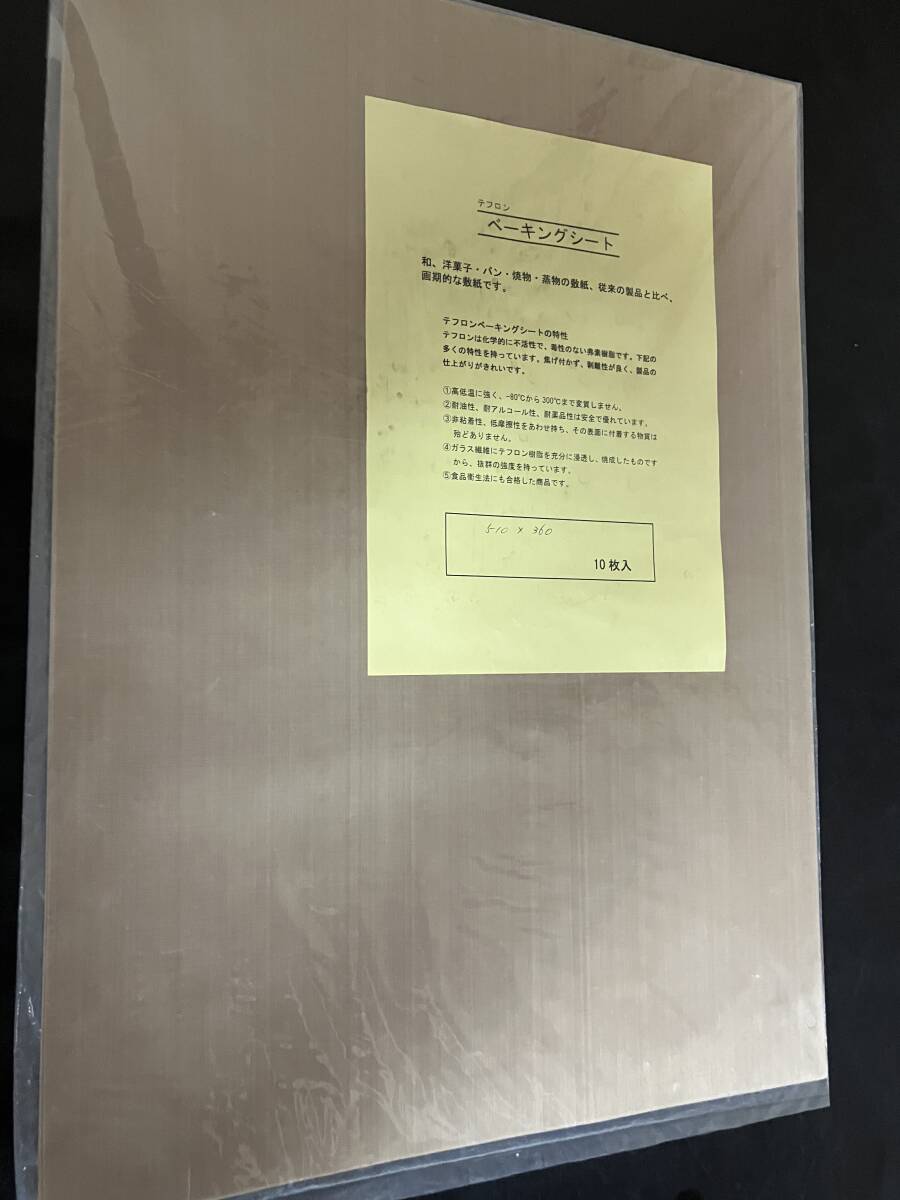 テフロン
ベーキングシート
和、洋菓子・パン・焼物・蒸物の敷紙、従来の製品と比べ、
画期的な敷紙です。
テフロンベーキングシートの特性
テフロンは化学的に不活性で、毒性のない弗素樹脂です。下記の
多くの特性を持っています。焦げ付かず、剥離性が良く、製品の
仕上がりがきれいです。
①高低温に強く、-80℃から300℃まで変質しません。
②耐油性、耐アルコール性、耐薬品性は安全で優れています。
③非粘着性、低摩擦性をあわせ持ち、その表面に付着する物質は
殆どありません。
④ガラス繊維にテフロン樹脂を充分に浸透し、焼成したものです
から、抜群の強度を持っています。
⑤食品衛生法にも合格した商品です。
510 x 360
10枚入